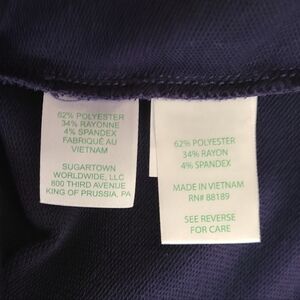 62% POLYESTER
34% RAYONNE
4% SPANDEX
FABRIQUÉ AU
VIETNAM
SUGARTOWN
WORLDWIDE, LLC
800 THIRD AVENUE
KING OF PRUSSIA, PA
62% POLYESTER
34% RAYON
4% SPANDEX
MADE IN VIETNAM
RN# 88189
SEE REVERSE
FOR CARE